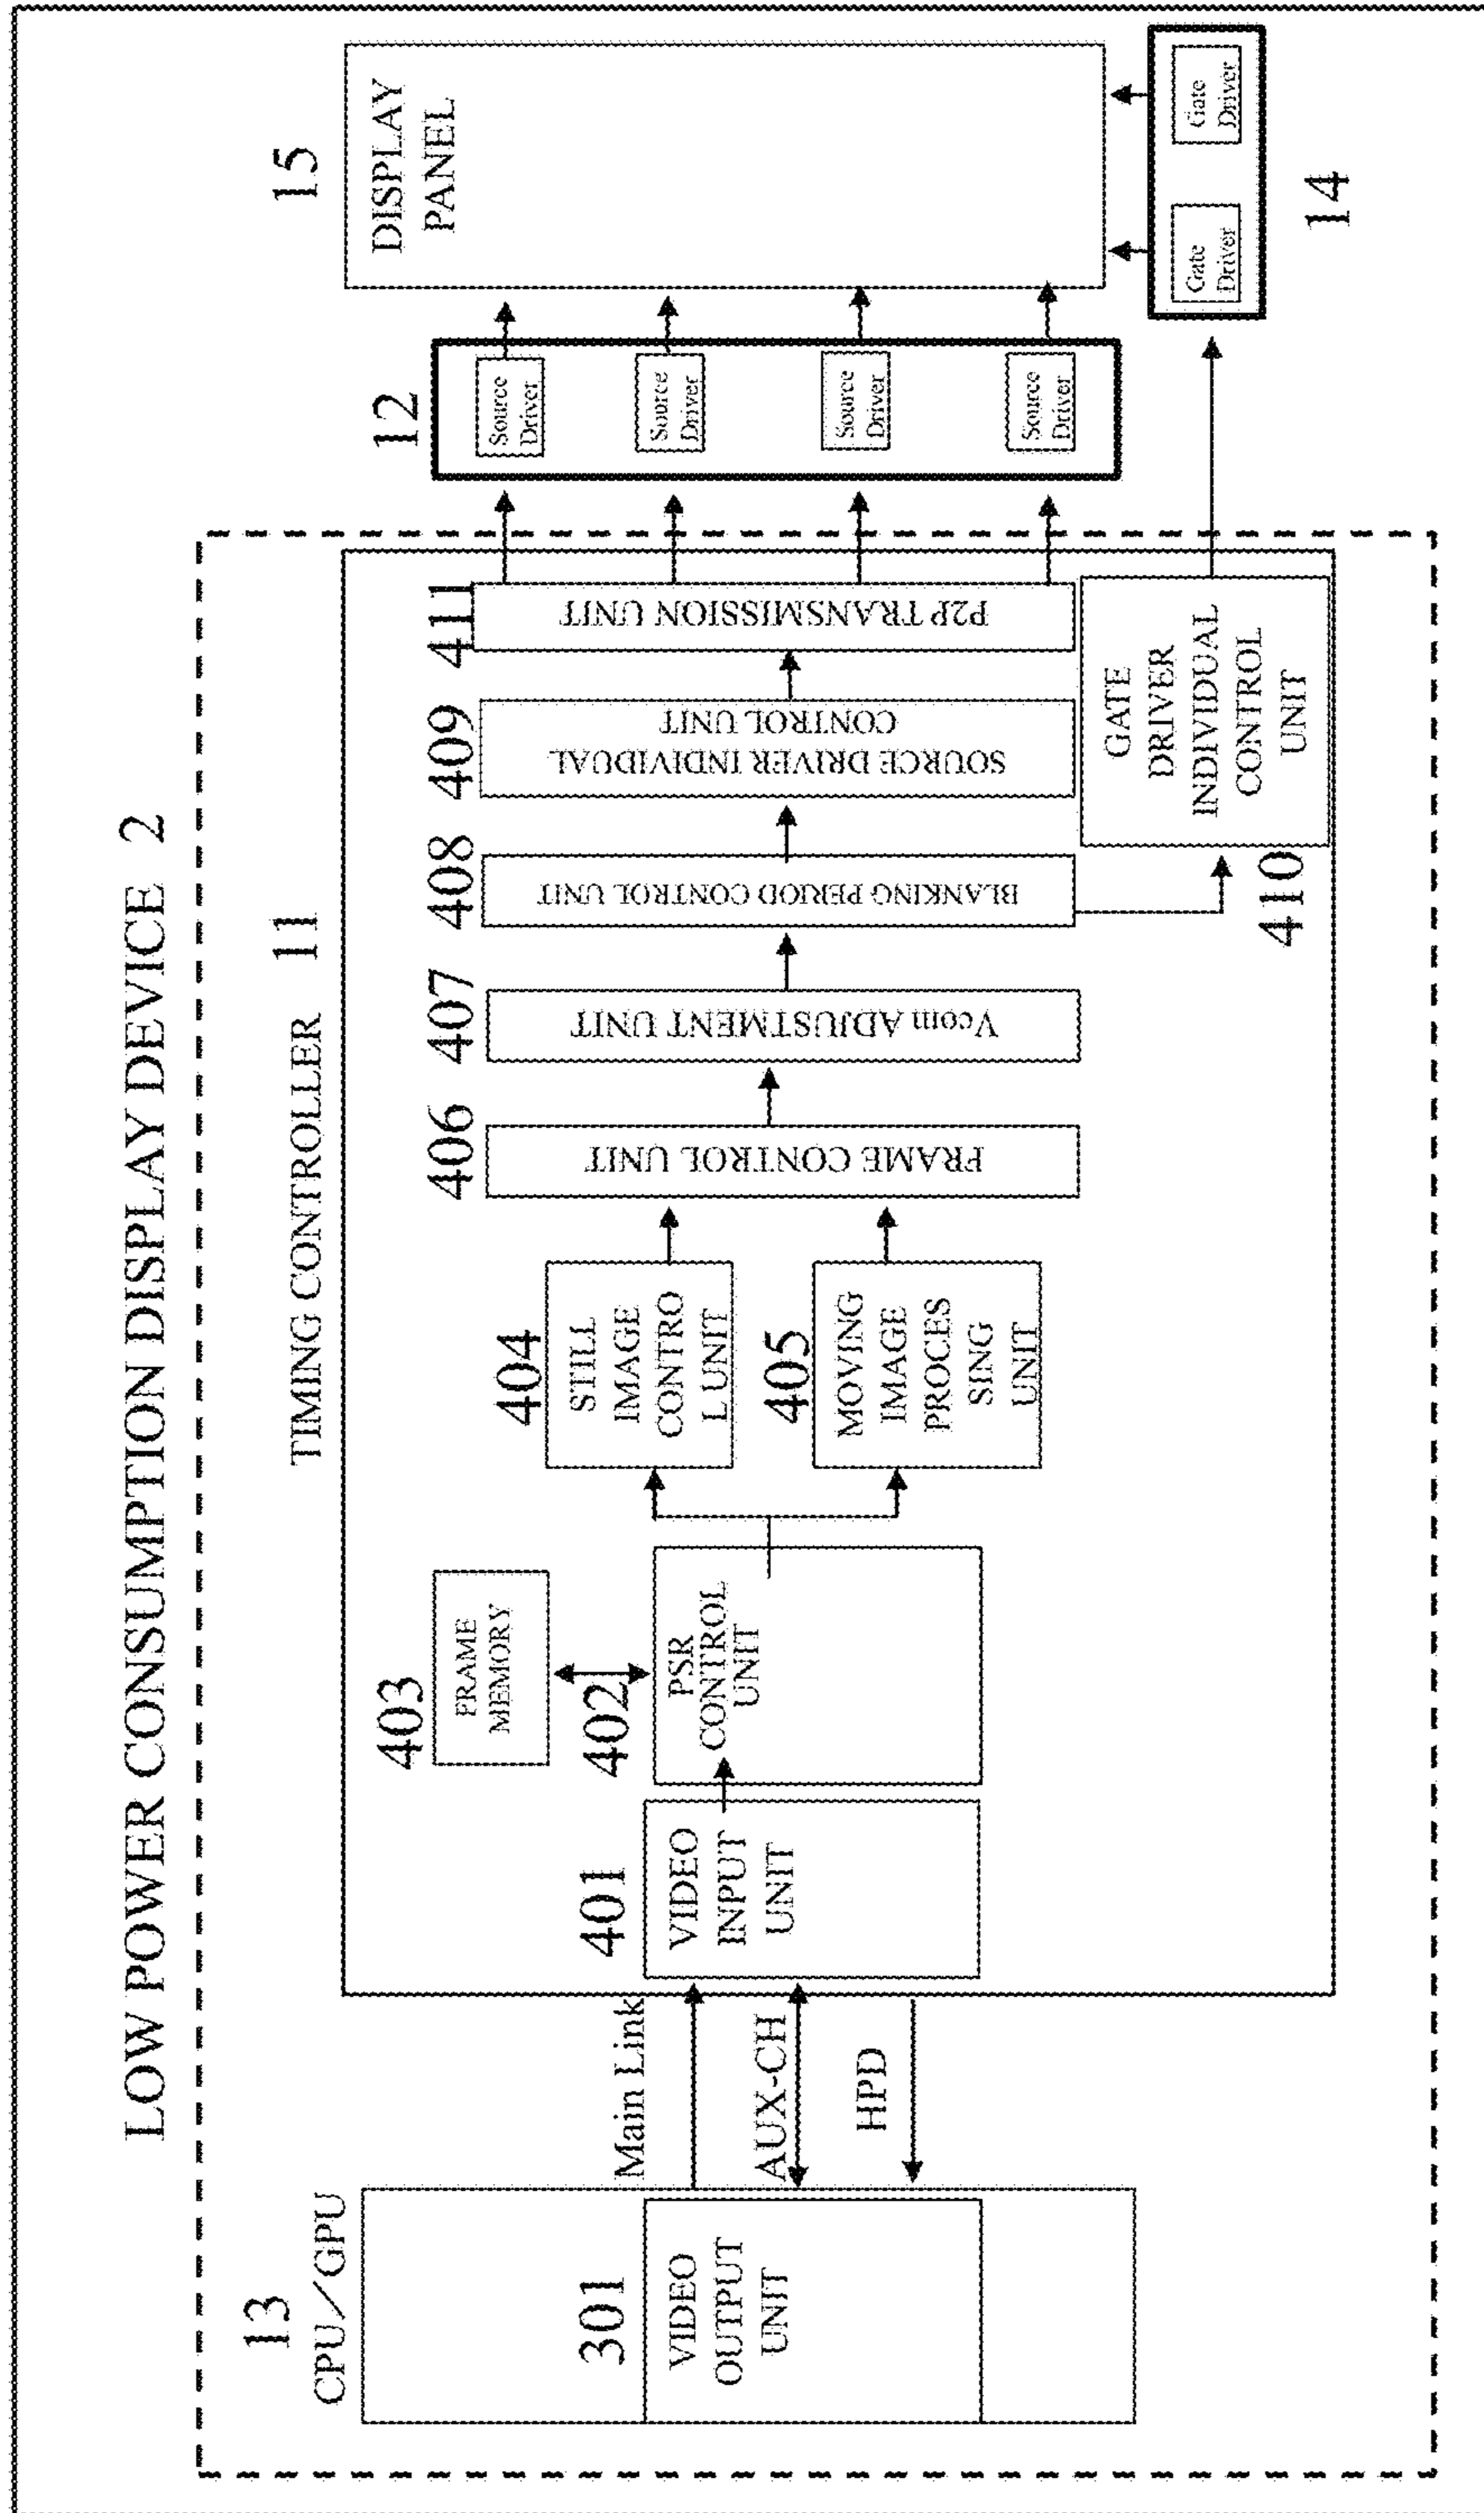 LOW POWER CONSUMPTION DISPLAY DEVICE 2
13
CPU/GPU
301
VIDEO
OUTPUT
UNIT
Main Link
AUX-CH
HPD
TIMING CONTROLLER 11
401
VIDEO
INPUT
UNIT
402
PSR
CONTROL
UNIT
403
FRAME
MEMORY
404
STILL
IMAGE
CONTRO
L UNIT
405
MOVING
IMAGE
PROCES
SING
UNIT
406
FRAME CONTROL UNIT
407
Vcom ADJUSTMENT UNIT
408
BLANKING PERIOD CONTROL UNIT
409
SOURCE DRIVER INDIVIDUAL
CONTROL UNIT
411
P2P TRANSMISSION UNIT
410
GATE
DRIVER
INDIVIDUAL
CONTROL
UNIT
12
Source
Driver
Source
Driver
Source
Driver
Source
Driver
15
DISPLAY
PANEL
Gate
Driver
Gate
Driver
14